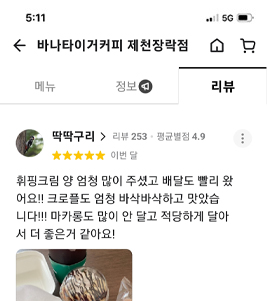 5:11
5G
바나타이거커피 제천장락점
메뉴
정보
리뷰
딱딱구리 > 리뷰 253 · 평균별점 4.9
★★★★★ 이번 달
휘핑크림 양 엄청 많이 주셨고 배달도 빨리 왔
어요!! 크로플도 엄청 바삭바삭하고 맛있습
니다!!! 마카롱도 많이 안 달고 적당하게 달아
서 더 좋은거 같아요!